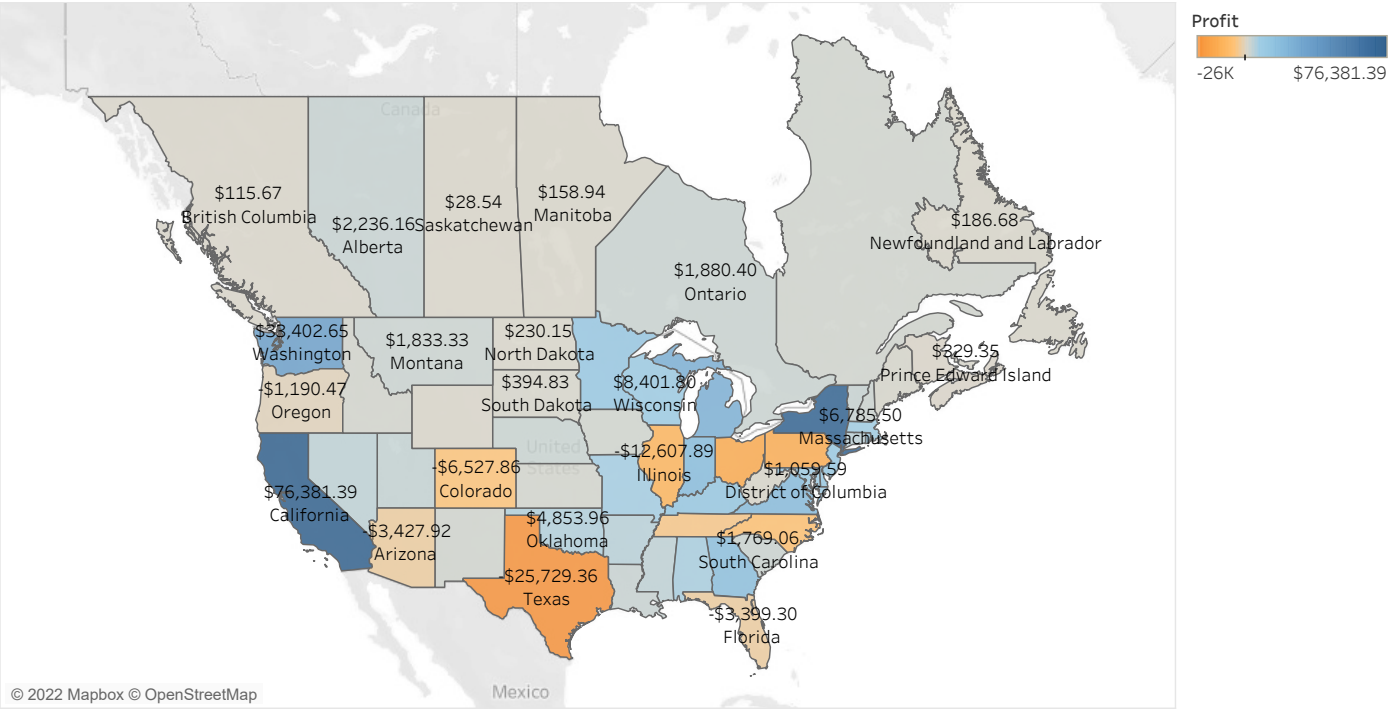 Profit
-26K
$76,381.39
Canada
$115.67
British Columbia
$2,236.16
Alberta
$28.54
Saskatchewan
$158.94
Manitoba
$1,880.40
Ontario
$186.68
Newfoundland and Labrador
$33,402.65
Washington
$1,833.33
Montana
$230.15
North Dakota
$329.35
Prince Edward Island
-$1,190.47
Oregon
$394.83
South Dakota
$8,401.80
Wisconsin
$6,785.50
Massachusetts
United
States
-$12,607.89
Illinois
-$6,527.86
Colorado
$1,059.59
District of Columbia
$76,381.39
California
-$3,427.92
Arizona
$4,853.96
Oklahoma
$1,769.06
South Carolina
-$25,729.36
Texas
-$3,399.30
Florida
Mexico
© 2022 Mapbox © OpenStreetMap